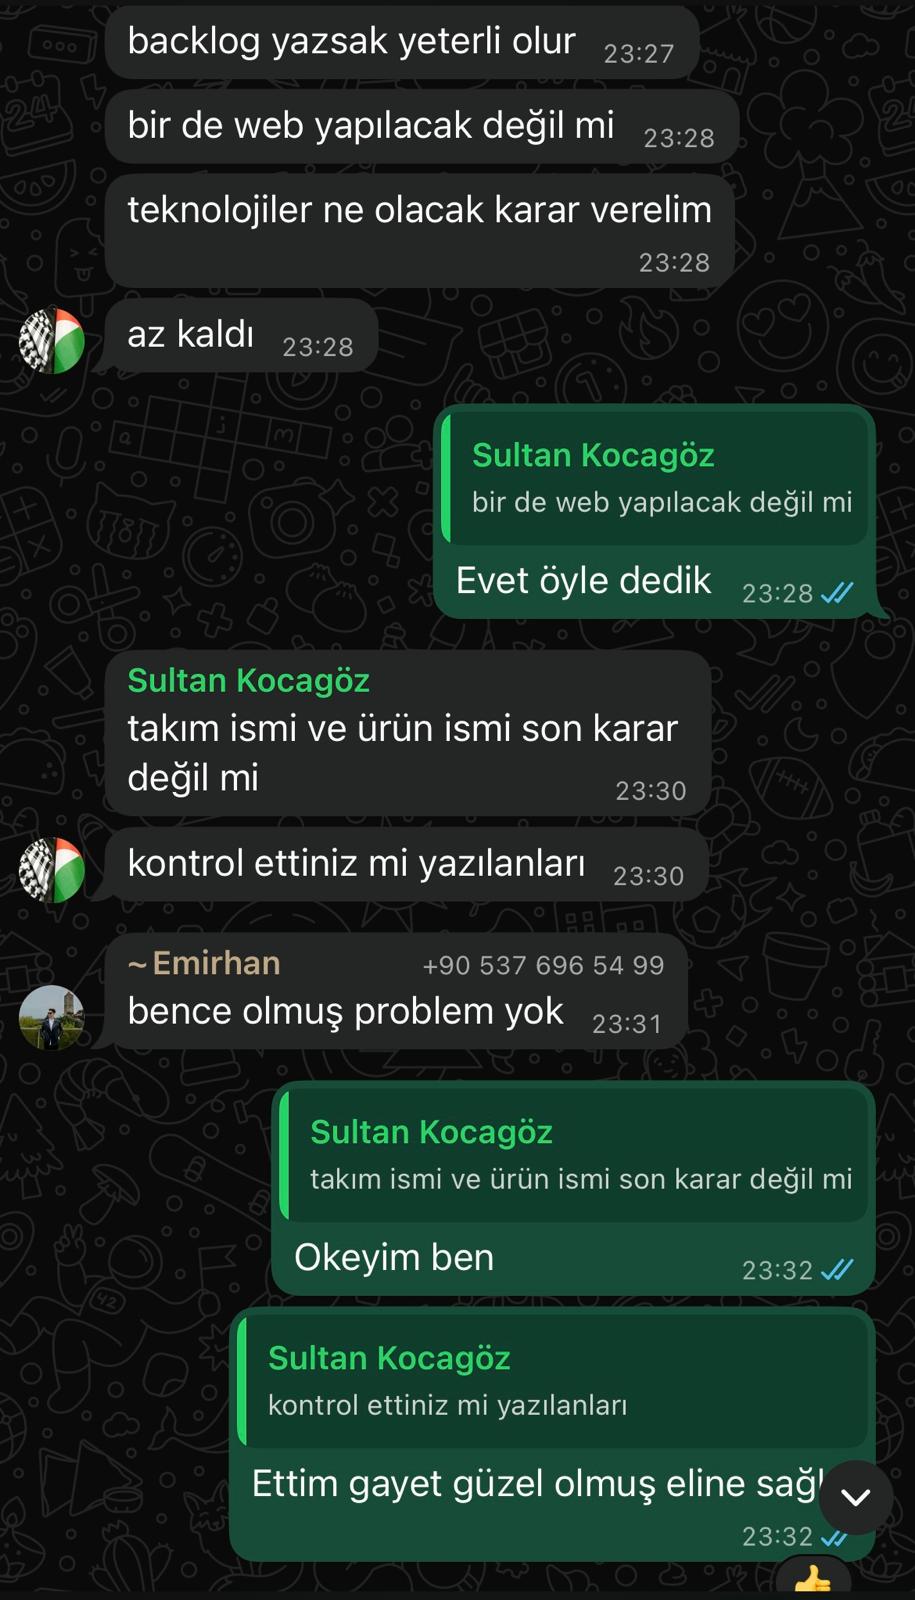 backlog yazsak yeterli olur 23:27
bir de web yapılacak değil mi 23:28
teknolojiler ne olacak karar verelim
23:28
az kaldı 23:28
Sultan Kocagöz
bir de web yapılacak değil mi
Evet öyle dedik 23:28
Sultan Kocagöz
takım ismi ve ürün ismi son karar
değil mi 23:30
kontrol ettiniz mi yazılanları 23:30
~Emirhan +90 537 696 54 99
bence olmuş problem yok 23:31
Sultan Kocagöz
takım ismi ve ürün ismi son karar değil mi
Okeyim ben 23:32
Sultan Kocagöz
kontrol ettiniz mi yazılanları
Ettim gayet güzel olmuş eline
23:32